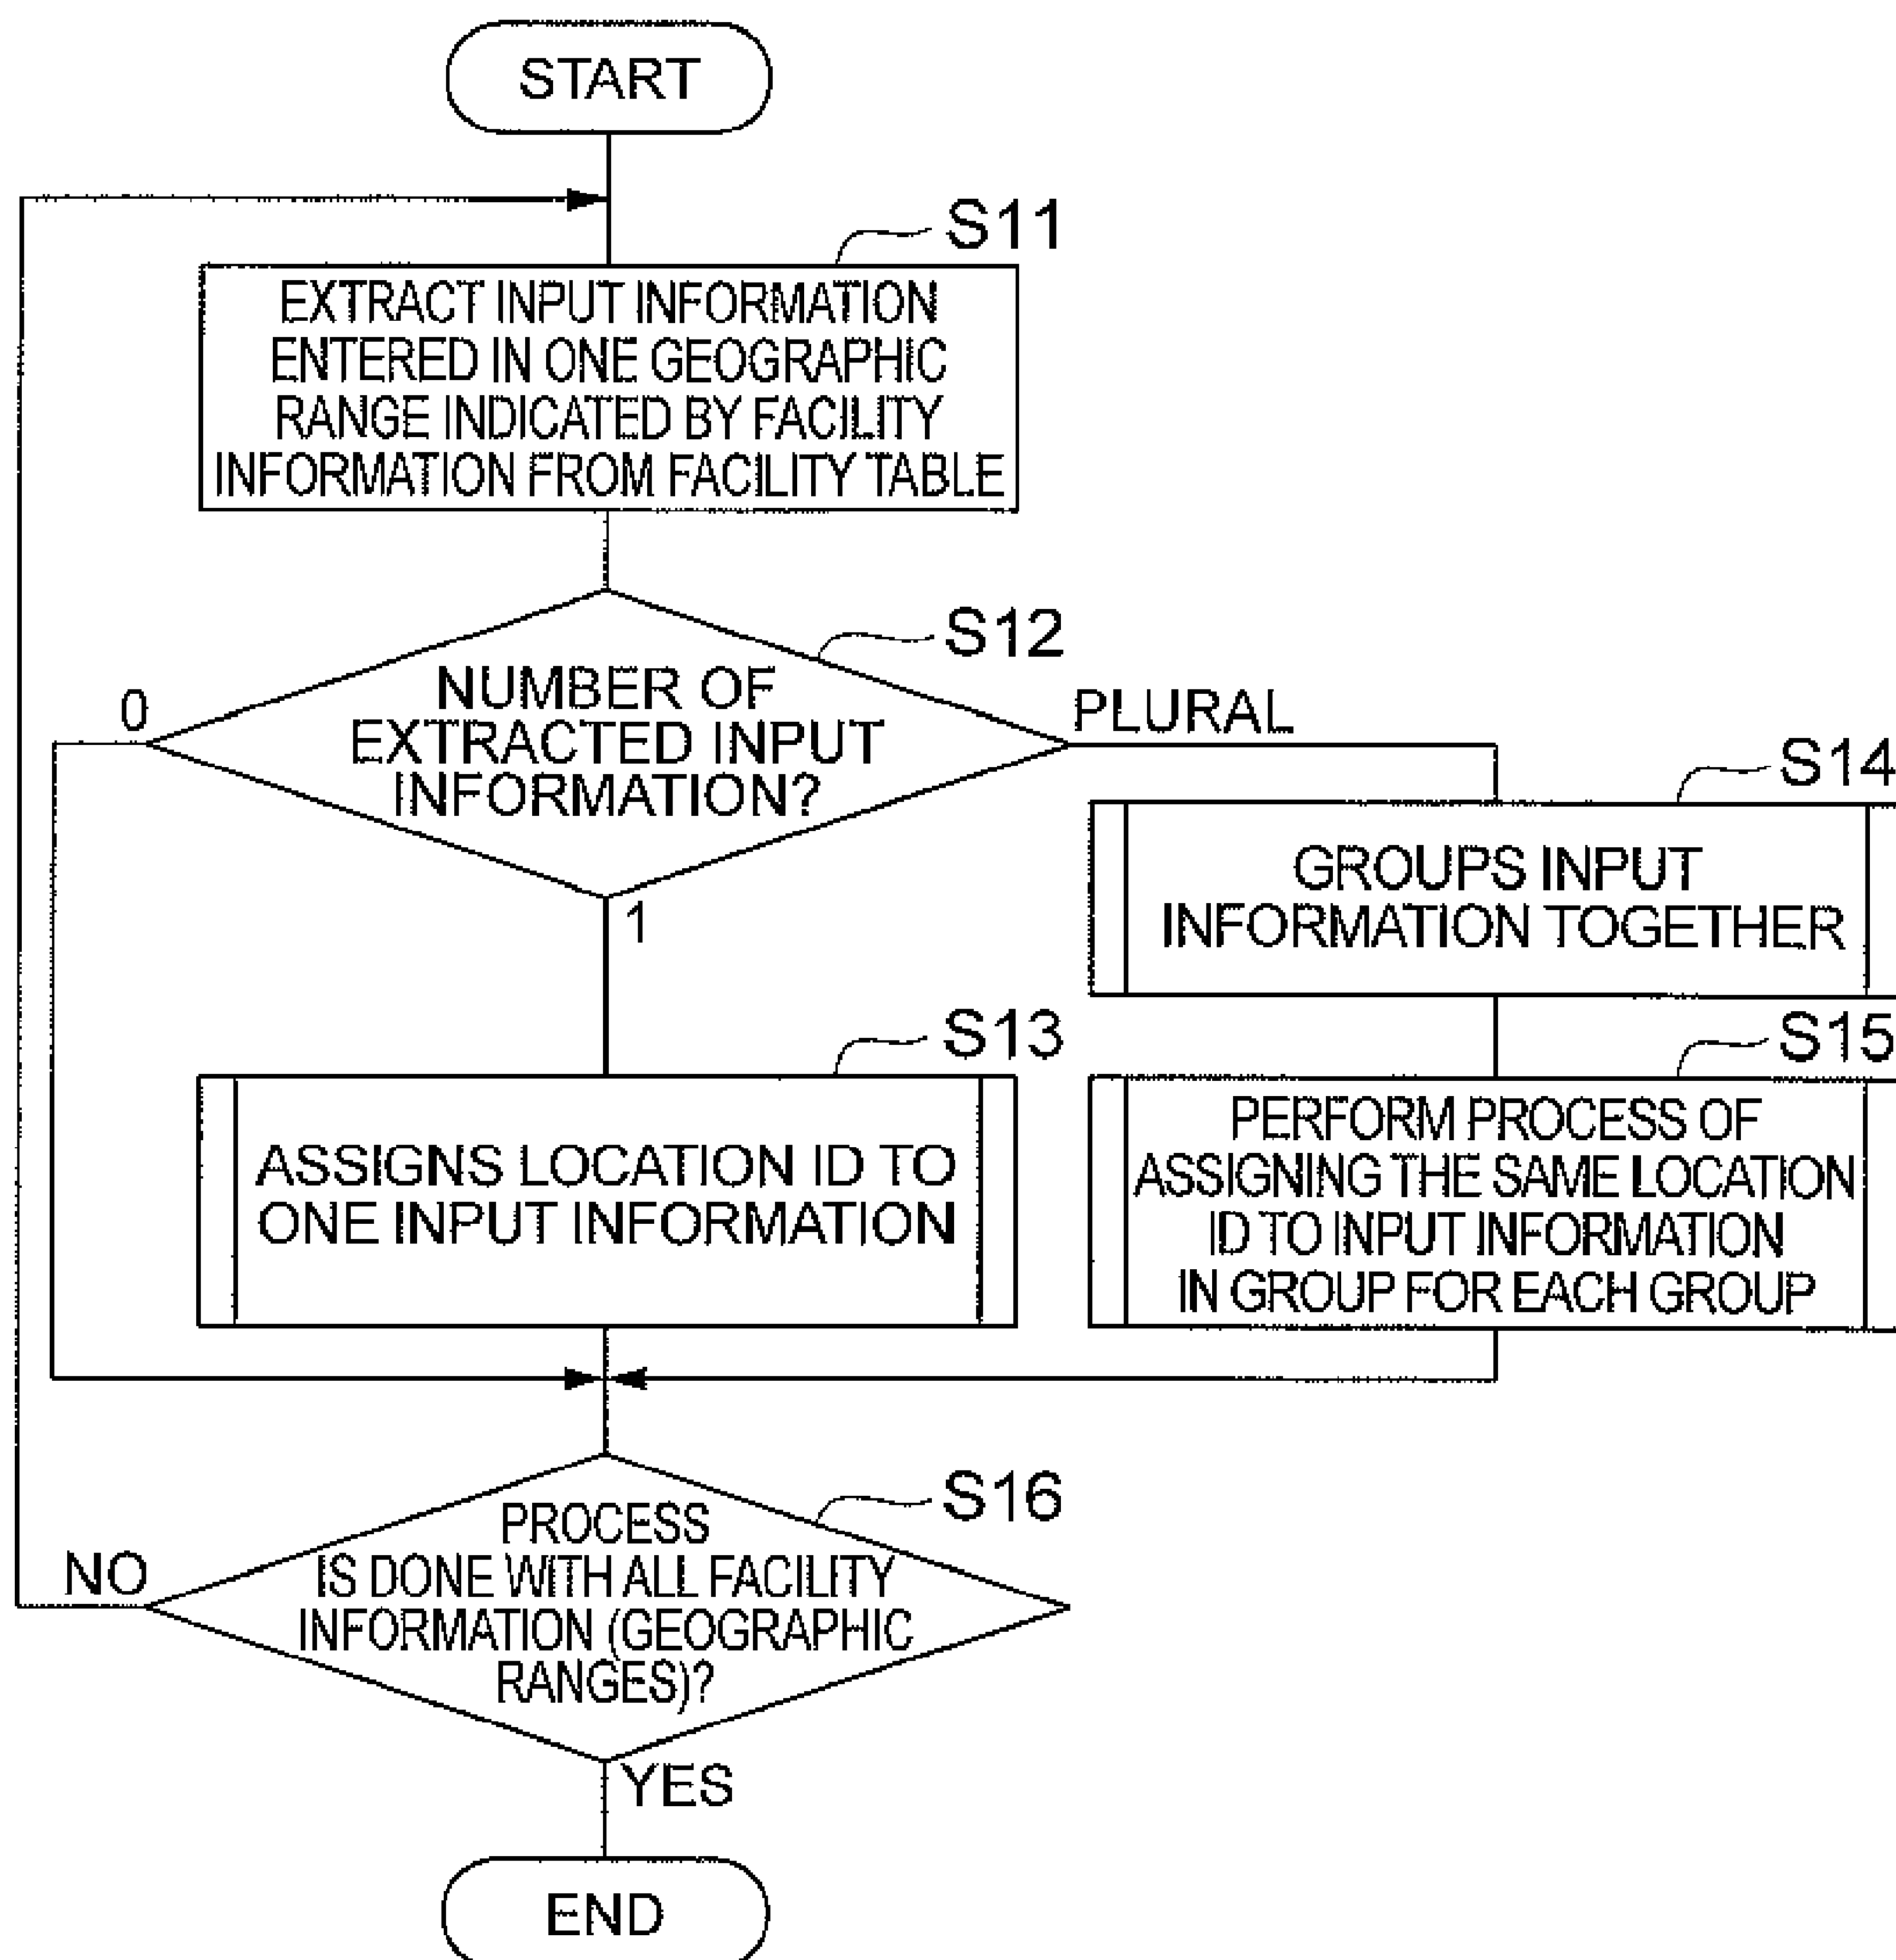 START
S11
EXTRACT INPUT INFORMATION
ENTERED IN ONE GEOGRAPHIC
RANGE INDICATED BY FACILITY
INFORMATION FROM FACILITY TABLE
S12
NUMBER OF
EXTRACTED INPUT
INFORMATION?
0
PLURAL
1
S14
GROUPS INPUT
INFORMATION TOGETHER
S13
ASSIGNS LOCATION ID TO
ONE INPUT INFORMATION
S15
PERFORM PROCESS OF
ASSIGNING THE SAME LOCATION
ID TO INPUT INFORMATION
IN GROUP FOR EACH GROUP
S16
PROCESS
IS DONE WITH ALL FACILITY
INFORMATION (GEOGRAPHIC
RANGES)?
NO
YES
END